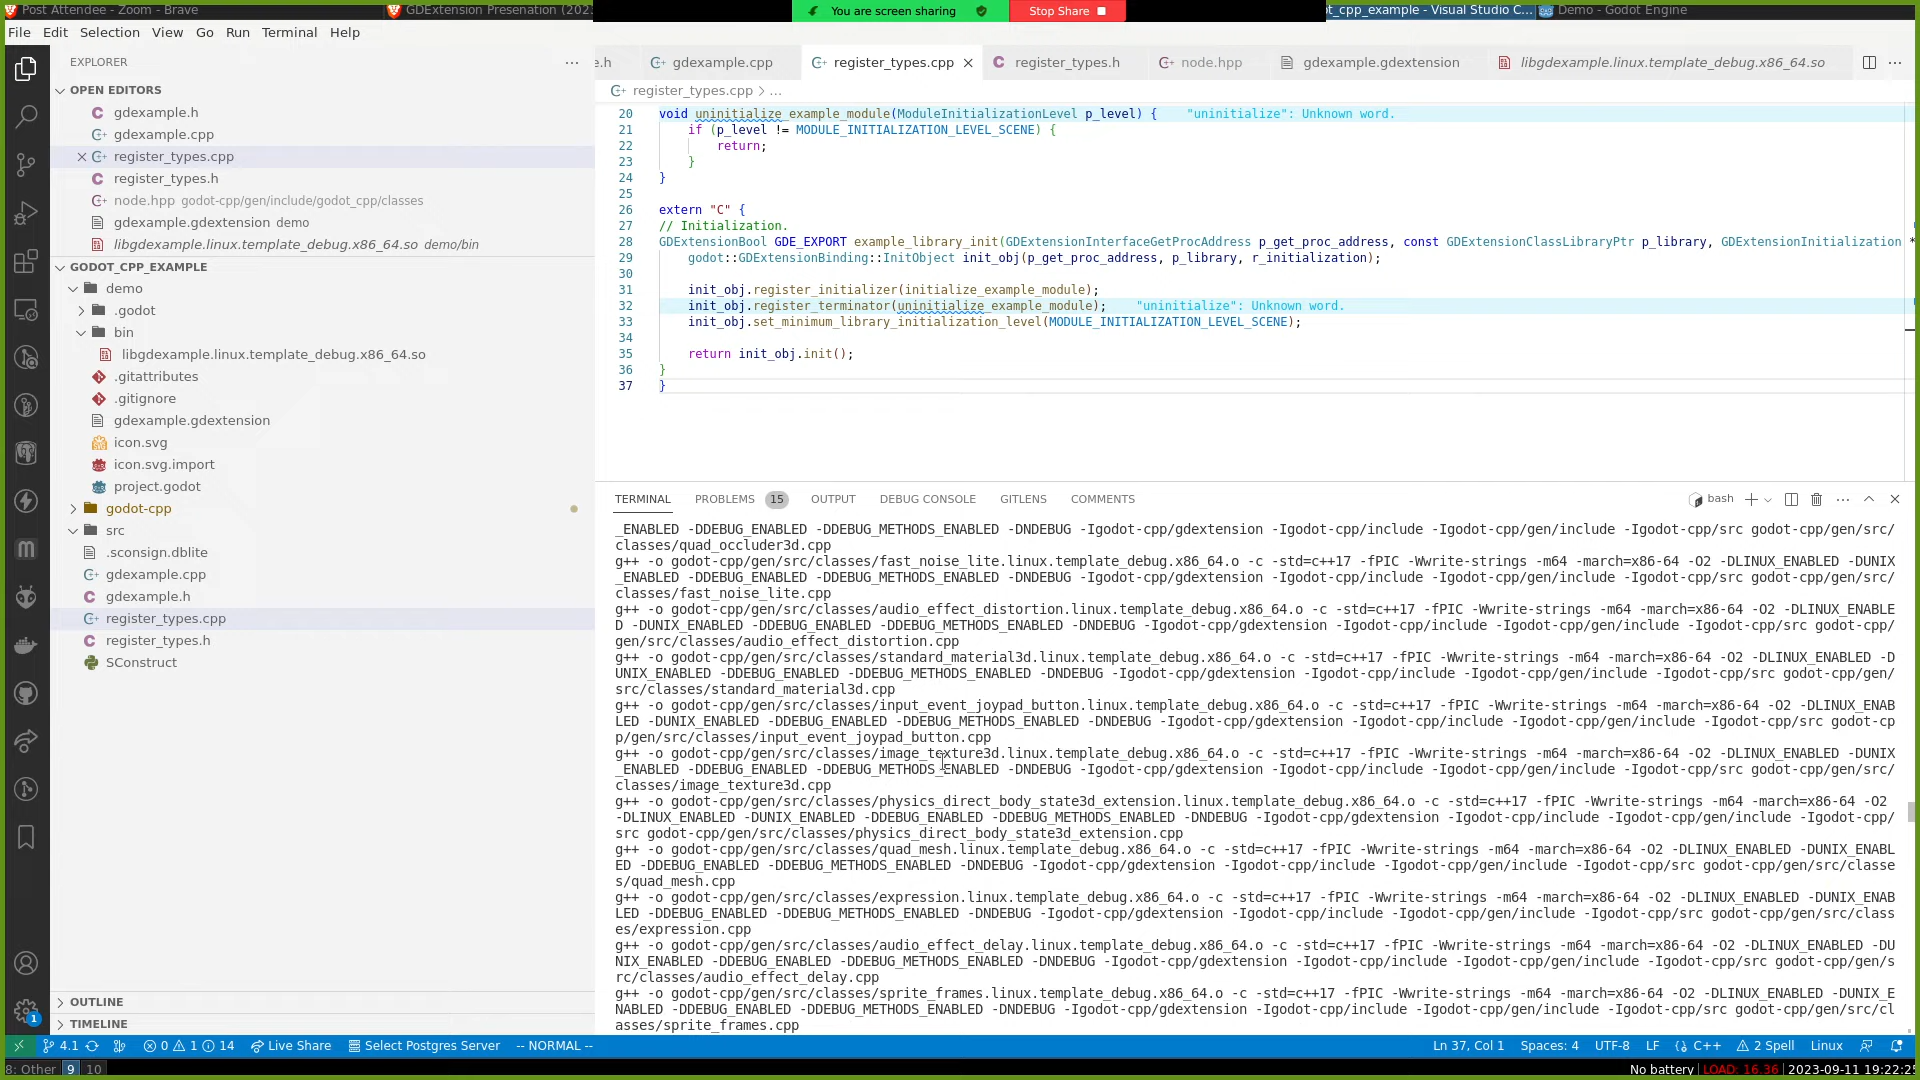 Post Attendee - Zoom - Brave
GDExtension Presenation (202
You are screen sharing
Stop Share
t_cpp_example - Visual Studio C...
Demo - Godot Engine
File Edit Selection View Go Run Terminal Help
EXPLORER
OPEN EDITORS
gdexample.h
gdexample.cpp
register_types.cpp
register_types.h
node.hpp godot-cpp/gen/include/godot_cpp/classes
gdexample.gdextension demo
libgdexample.linux.template_debug.x86_64.so demo/bin
GODOT_CPP_EXAMPLE
demo
.godot
bin
libgdexample.linux.template_debug.x86_64.so
.gitattributes
.gitignore
gdexample.gdextension
icon.svg
icon.svg.import
project.godot
godot-cpp
src
.sconsign.dblite
gdexample.cpp
gdexample.h
register_types.cpp
register_types.h
SConstruct
OUTLINE
TIMELINE
e.h
gdexample.cpp
register_types.cpp
register_types.h
node.hpp
gdexample.gdextension
libgdexample.linux.template_debug.x86_64.so
register_types.cpp > ...
20 void uninitialize_example_module(ModuleInitializationLevel p_level) { "uninitialize": Unknown word.
21 if (p_level != MODULE_INITIALIZATION_LEVEL_SCENE) {
22 return;
23 }
24 }
25
26 extern "C" {
27 // Initialization.
28 GDExtensionBool GDE_EXPORT example_library_init(GDExtensionInterfaceGetProcAddress p_get_proc_address, const GDExtensionClassLibraryPtr p_library, GDExtensionInitialization *
29 godot::GDExtensionBinding::InitObject init_obj(p_get_proc_address, p_library, r_initialization);
30
31 init_obj.register_initializer(initialize_example_module);
32 init_obj.register_terminator(uninitialize_example_module); "uninitialize": Unknown word.
33 init_obj.set_minimum_library_initialization_level(MODULE_INITIALIZATION_LEVEL_SCENE);
34
35 return init_obj.init();
36 }
37 }
TERMINAL PROBLEMS 15 OUTPUT DEBUG CONSOLE GITLENS COMMENTS
bash
_ENABLED -DDEBUG_ENABLED -DDEBUG_METHODS_ENABLED -DNDEBUG -Igodot-cpp/gdextension -Igodot-cpp/include -Igodot-cpp/gen/include -Igodot-cpp/src godot-cpp/gen/src/
classes/quad_occluder3d.cpp
g++ -o godot-cpp/gen/src/classes/fast_noise_lite.linux.template_debug.x86_64.o -c -std=c++17 -fPIC -Wwrite-strings -m64 -march=x86-64 -O2 -DLINUX_ENABLED -DUNIX
_ENABLED -DDEBUG_ENABLED -DDEBUG_METHODS_ENABLED -DNDEBUG -Igodot-cpp/gdextension -Igodot-cpp/include -Igodot-cpp/gen/include -Igodot-cpp/src godot-cpp/gen/src/
classes/fast_noise_lite.cpp
g++ -o godot-cpp/gen/src/classes/audio_effect_distortion.linux.template_debug.x86_64.o -c -std=c++17 -fPIC -Wwrite-strings -m64 -march=x86-64 -O2 -DLINUX_ENABLE
D -DUNIX_ENABLED -DDEBUG_ENABLED -DDEBUG_METHODS_ENABLED -DNDEBUG -Igodot-cpp/gdextension -Igodot-cpp/include -Igodot-cpp/gen/include -Igodot-cpp/src godot-cpp/
gen/src/classes/audio_effect_distortion.cpp
g++ -o godot-cpp/gen/src/classes/standard_material3d.linux.template_debug.x86_64.o -c -std=c++17 -fPIC -Wwrite-strings -m64 -march=x86-64 -O2 -DLINUX_ENABLED -D
UNIX_ENABLED -DDEBUG_ENABLED -DDEBUG_METHODS_ENABLED -DNDEBUG -Igodot-cpp/gdextension -Igodot-cpp/include -Igodot-cpp/gen/include -Igodot-cpp/src godot-cpp/gen/
src/classes/standard_material3d.cpp
g++ -o godot-cpp/gen/src/classes/input_event_joypad_button.linux.template_debug.x86_64.o -c -std=c++17 -fPIC -Wwrite-strings -m64 -march=x86-64 -O2 -DLINUX_ENAB
LED -DUNIX_ENABLED -DDEBUG_ENABLED -DDEBUG_METHODS_ENABLED -DNDEBUG -Igodot-cpp/gdextension -Igodot-cpp/include -Igodot-cpp/gen/include -Igodot-cpp/src godot-cp
p/gen/src/classes/input_event_joypad_button.cpp
g++ -o godot-cpp/gen/src/classes/image_texture3d.linux.template_debug.x86_64.o -c -std=c++17 -fPIC -Wwrite-strings -m64 -march=x86-64 -O2 -DLINUX_ENABLED -DUNIX
_ENABLED -DDEBUG_ENABLED -DDEBUG_METHODS_ENABLED -DNDEBUG -Igodot-cpp/gdextension -Igodot-cpp/include -Igodot-cpp/gen/include -Igodot-cpp/src godot-cpp/gen/src/
classes/image_texture3d.cpp
g++ -o godot-cpp/gen/src/classes/physics_direct_body_state3d_extension.linux.template_debug.x86_64.o -c -std=c++17 -fPIC -Wwrite-strings -m64 -march=x86-64 -O2
-DLINUX_ENABLED -DUNIX_ENABLED -DDEBUG_ENABLED -DDEBUG_METHODS_ENABLED -DNDEBUG -Igodot-cpp/gdextension -Igodot-cpp/include -Igodot-cpp/gen/include -Igodot-cpp/
src godot-cpp/gen/src/classes/physics_direct_body_state3d_extension.cpp
g++ -o godot-cpp/gen/src/classes/quad_mesh.linux.template_debug.x86_64.o -c -std=c++17 -fPIC -Wwrite-strings -m64 -march=x86-64 -O2 -DLINUX_ENABLED -DUNIX_ENABL
ED -DDEBUG_ENABLED -DDEBUG_METHODS_ENABLED -DNDEBUG -Igodot-cpp/gdextension -Igodot-cpp/include -Igodot-cpp/gen/include -Igodot-cpp/src godot-cpp/gen/src/classe
s/quad_mesh.cpp
g++ -o godot-cpp/gen/src/classes/expression.linux.template_debug.x86_64.o -c -std=c++17 -fPIC -Wwrite-strings -m64 -march=x86-64 -O2 -DLINUX_ENABLED -DUNIX_ENAB
LED -DDEBUG_ENABLED -DDEBUG_METHODS_ENABLED -DNDEBUG -Igodot-cpp/gdextension -Igodot-cpp/include -Igodot-cpp/gen/include -Igodot-cpp/src godot-cpp/gen/src/class
es/expression.cpp
g++ -o godot-cpp/gen/src/classes/audio_effect_delay.linux.template_debug.x86_64.o -c -std=c++17 -fPIC -Wwrite-strings -m64 -march=x86-64 -O2 -DLINUX_ENABLED -DU
NIX_ENABLED -DDEBUG_ENABLED -DDEBUG_METHODS_ENABLED -DNDEBUG -Igodot-cpp/gdextension -Igodot-cpp/include -Igodot-cpp/gen/include -Igodot-cpp/src godot-cpp/gen/s
rc/classes/audio_effect_delay.cpp
g++ -o godot-cpp/gen/src/classes/sprite_frames.linux.template_debug.x86_64.o -c -std=c++17 -fPIC -Wwrite-strings -m64 -march=x86-64 -O2 -DLINUX_ENABLED -DUNIX_E
NABLED -DDEBUG_ENABLED -DDEBUG_METHODS_ENABLED -DNDEBUG -Igodot-cpp/gdextension -Igodot-cpp/include -Igodot-cpp/gen/include -Igodot-cpp/src godot-cpp/gen/src/cl
asses/sprite_frames.cpp
1
4.1 0 1 14 Live Share Select Postgres Server -- NORMAL -- Ln 37, Col 1 Spaces: 4 UTF-8 LF C++ 2 Spell Linux
8: Other 9 10 No battery | LOAD: 16.36 | 2023-09-11 19:22:25